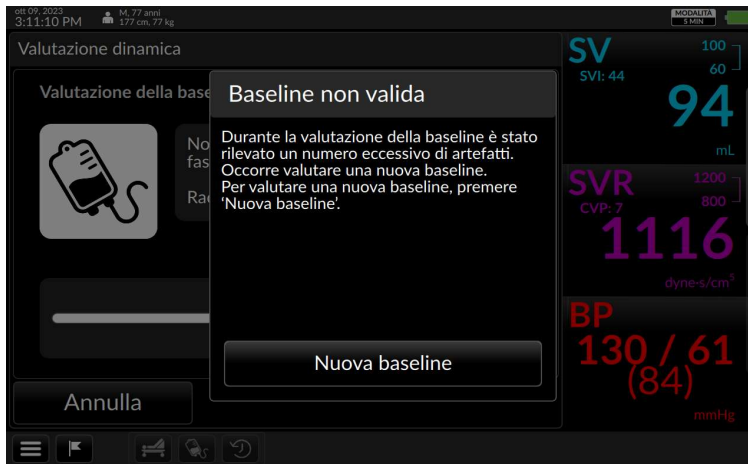 ott 09, 2023
3:11:10 PM
M, 77 anni
177 cm, 77 kg
MODALITÀ
5 MIN
Valutazione dinamica
Valutazione della base
No
fas
Rac
Baseline non valida
Durante la valutazione della baseline è stato
rilevato un numero eccessivo di artefatti.
Occorre valutare una nuova baseline.
Per valutare una nuova baseline, premere
‘Nuova baseline’.
Nuova baseline
Annulla
SV
SVI: 44
100
60
94
mL
SVR
CVP: 7
1200
800
1116
dyne-s/cm⁵
BP
130 / 61
(84)
mmHg